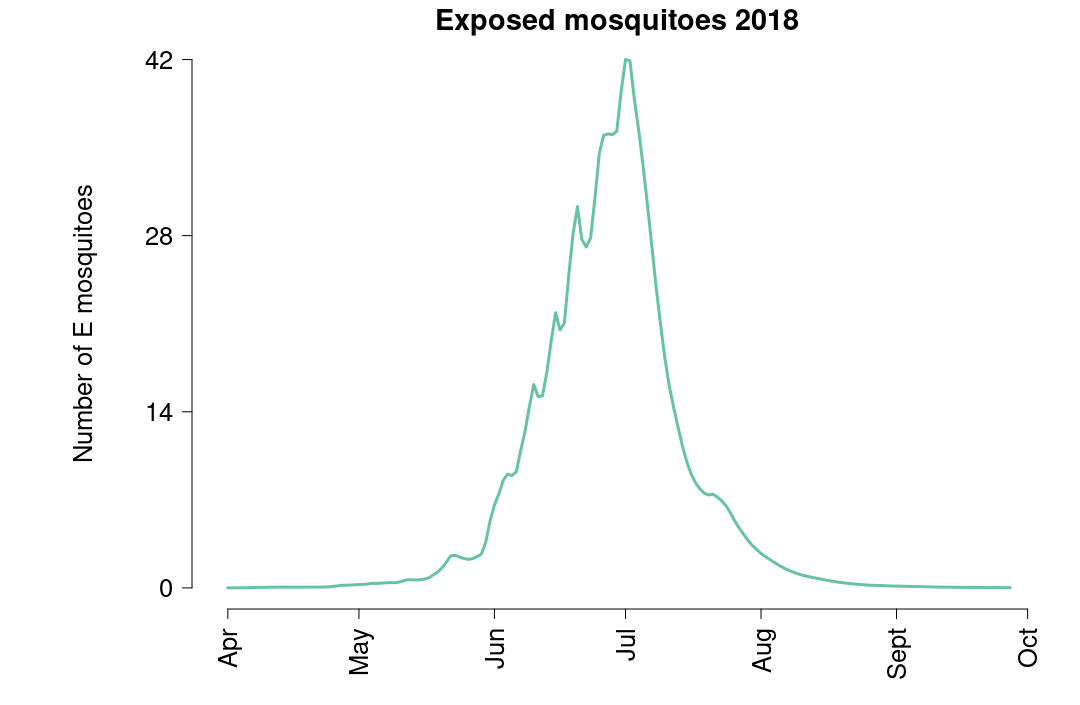 Exposed mosquitoes 2018
Number of E mosquitoes
42
28
14
0
Apr
May
Jun
Jul
Aug
Sept
Oct